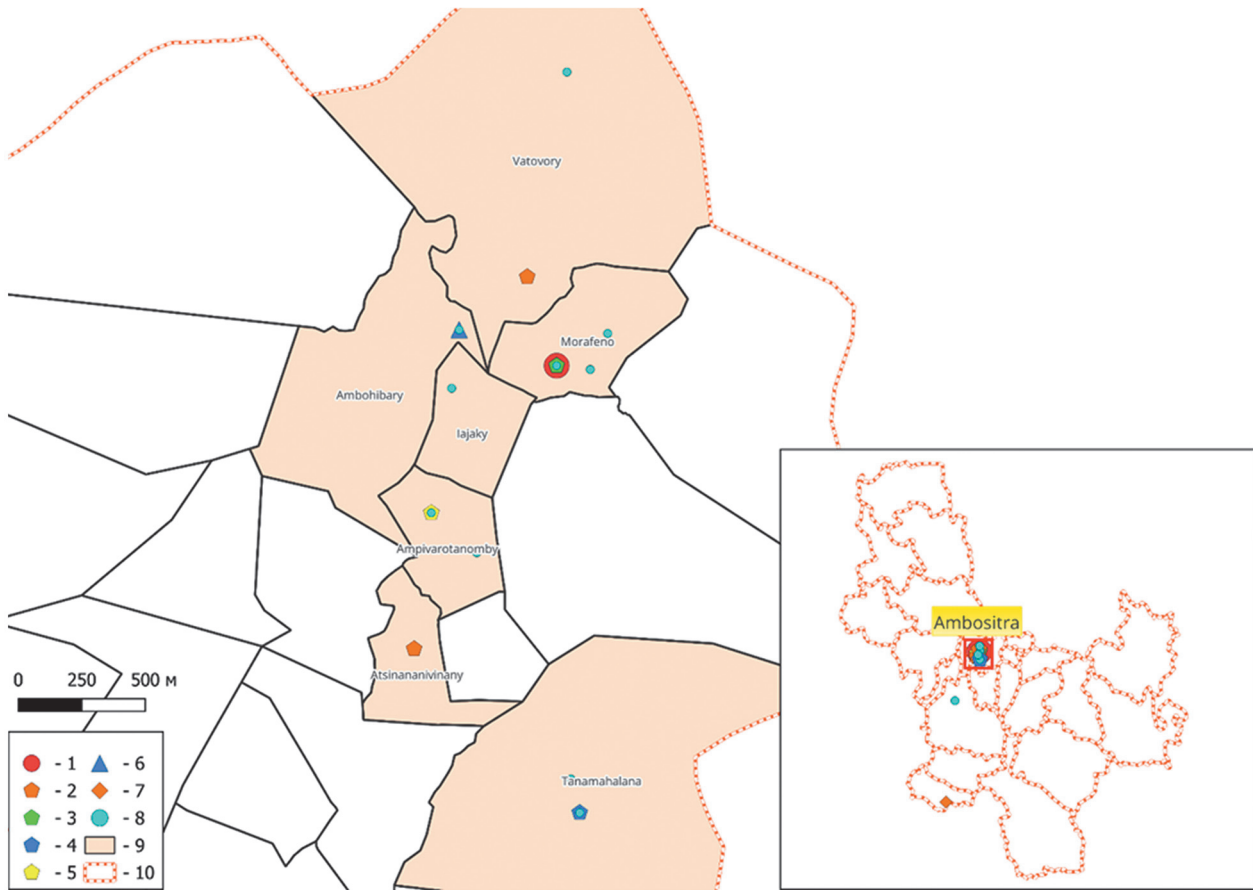 Vatovory
Morafeno
Ambohibary
Iajaky
Ampivarotanomby
Atsinananivinany
Tanamahalana
Ambositra
0 250 500 м
- 1
- 2
- 3
- 4
- 5
- 6
- 7
- 8
- 9
- 10